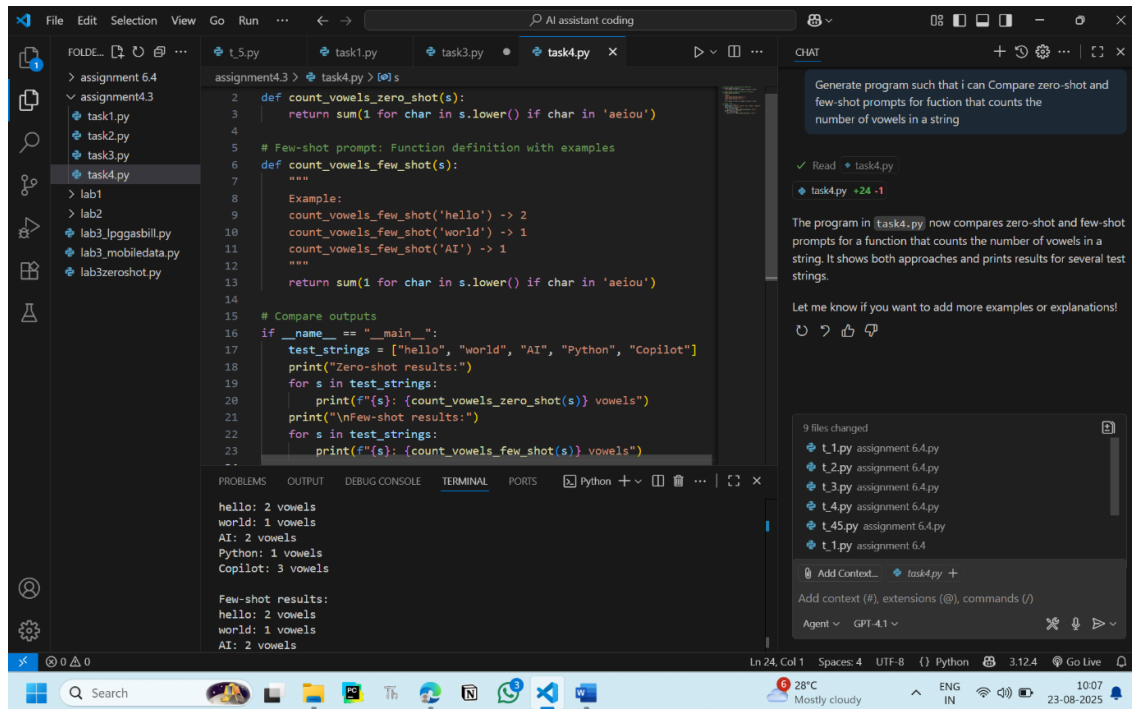 File Edit Selection View Go Run ··· ← → AI assistant coding
FOLDE... ···
> assignment 6.4
assignment4.3
task1.py
task2.py
task3.py
task4.py
> lab1
> lab2
lab3_lpggasbill.py
lab3_mobiledata.py
lab3zeroshot.py
t_5.py task1.py task3.py ● task4.py ×
assignment4.3 > task4.py > s
2 def count_vowels_zero_shot(s):
3 return sum(1 for char in s.lower() if char in 'aeiou')
4
5 # Few-shot prompt: Function definition with examples
6 def count_vowels_few_shot(s):
7 """
8 Example:
9 count_vowels_few_shot('hello') -> 2
10 count_vowels_few_shot('world') -> 1
11 count_vowels_few_shot('AI') -> 1
12 """
13 return sum(1 for char in s.lower() if char in 'aeiou')
14
15 # Compare outputs
16 if __name__ == "__main__":
17 test_strings = ["hello", "world", "AI", "Python", "Copilot"]
18 print("Zero-shot results:")
19 for s in test_strings:
20 print(f"{s}: {count_vowels_zero_shot(s)} vowels")
21 print("\nFew-shot results:")
22 for s in test_strings:
23 print(f"{s}: {count_vowels_few_shot(s)} vowels")
PROBLEMS OUTPUT DEBUG CONSOLE TERMINAL PORTS Python
hello: 2 vowels
world: 1 vowels
AI: 2 vowels
Python: 1 vowels
Copilot: 3 vowels
Few-shot results:
hello: 2 vowels
world: 1 vowels
AI: 2 vowels
CHAT
Generate program such that i can Compare zero-shot and
few-shot prompts for fuction that counts the
number of vowels in a string
✓ Read task4.py
task4.py +24 -1
The program in task4.py now compares zero-shot and few-shot
prompts for a function that counts the number of vowels in a
string. It shows both approaches and prints results for several test
strings.
Let me know if you want to add more examples or explanations!
9 files changed
t_1.py assignment 6.4.py
t_2.py assignment 6.4.py
t_3.py assignment 6.4.py
t_4.py assignment 6.4.py
t_45.py assignment 6.4.py
t_1.py assignment 6.4
Add Context... task4.py +
Add context (#), extensions (@), commands (/)
Agent GPT-4.1
0 0 Ln 24, Col 1 Spaces: 4 UTF-8 {} Python 3.12.4 Go Live
Search
3
6
28°C
Mostly cloudy
ENG
IN
10:07
23-08-2025